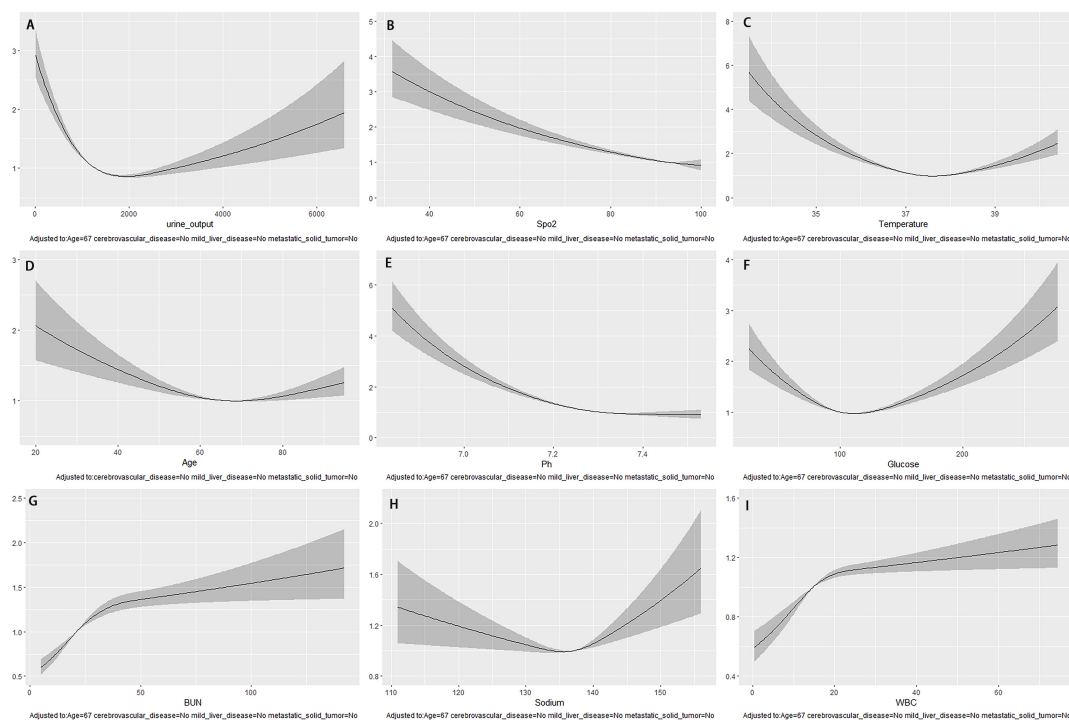 A
3
2
1
0
2000
4000
6000
urine_output
Adjusted to:Age=67 cerebrovascular_disease=No mild_liver_disease=No metastatic_solid_tumor=No
B
5
4
3
2
1
0
40
60
80
100
Spo2
Adjusted to:Age=67 cerebrovascular_disease=No mild_liver_disease=No metastatic_solid_tumor=No
C
8
6
4
2
0
35
37
39
Temperature
Adjusted to:Age=67 cerebrovascular_disease=No mild_liver_disease=No metastatic_solid_tumor=No
D
3
2
1
20
40
60
80
Age
Adjusted to:cerebrovascular_disease=No mild_liver_disease=No metastatic_solid_tumor=No
E
6
4
2
0
7.0
7.2
7.4
Ph
Adjusted to:Age=67 cerebrovascular_disease=No mild_liver_disease=No metastatic_solid_tumor=No
F
4
3
2
1
100
200
Glucose
Adjusted to:Age=67 cerebrovascular_disease=No mild_liver_disease=No metastatic_solid_tumor=No
G
2.5
2.0
1.5
1.0
0.5
0
50
100
BUN
Adjusted to:Age=67 cerebrovascular_disease=No mild_liver_disease=No metastatic_solid_tumor=No
H
2.0
1.6
1.2
0.8
110
120
130
140
150
Sodium
Adjusted to:Age=67 cerebrovascular_disease=No mild_liver_disease=No metastatic_solid_tumor=No
I
1.6
1.2
0.8
0.4
0
20
40
60
WBC
Adjusted to:Age=67 cerebrovascular_disease=No mild_liver_disease=No metastatic_solid_tumor=No